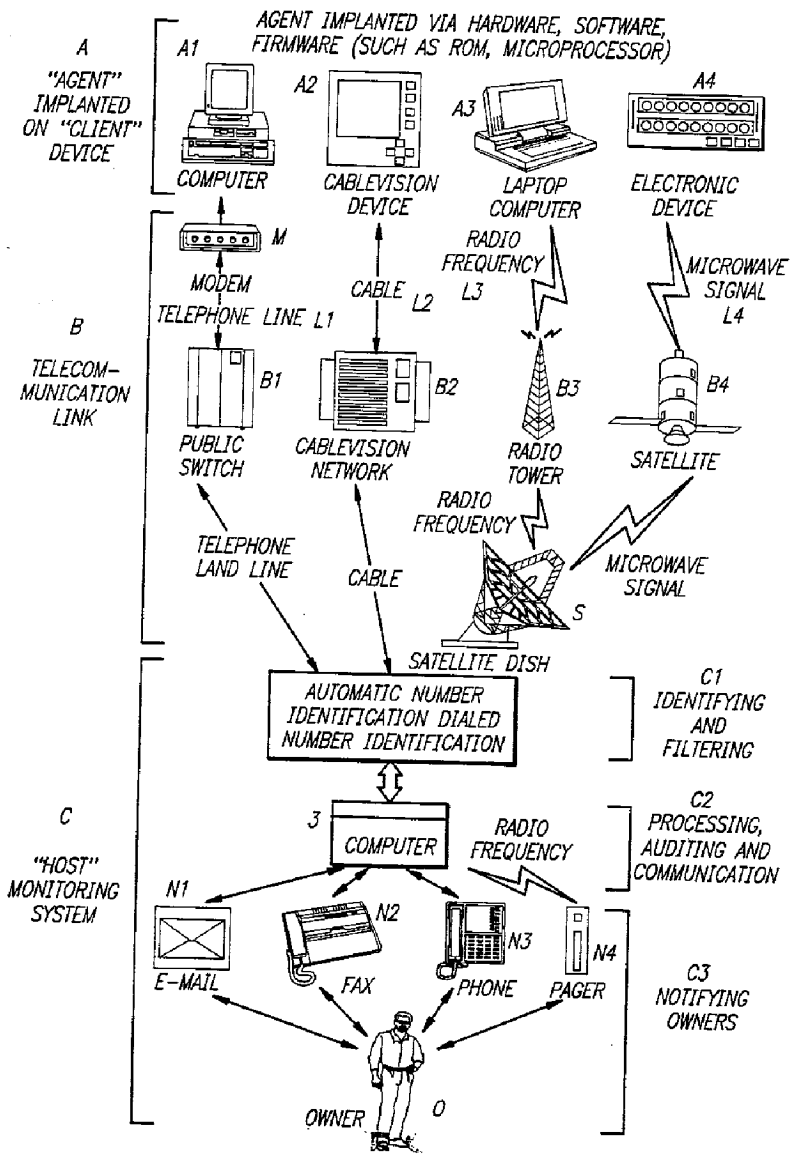 AGENT IMPLANTED VIA HARDWARE, SOFTWARE,
FIRMWARE (SUCH AS ROM, MICROPROCESSOR)
A
"AGENT"
IMPLANTED
ON "CLIENT"
DEVICE
A1
A2
A3
A4
COMPUTER
CABLEVISION
DEVICE
LAPTOP
COMPUTER
ELECTRONIC
DEVICE
B
TELECOM-
MUNICATION
LINK
M
MODEM
TELEPHONE LINE L1
CABLE
L2
RADIO
FREQUENCY
L3
MICROWAVE
SIGNAL
L4
B1
B2
B3
B4
PUBLIC
SWITCH
CABLEVISION
NETWORK
RADIO
TOWER
SATELLITE
TELEPHONE
LAND LINE
CABLE
RADIO
FREQUENCY
MICROWAVE
SIGNAL
S
SATELLITE DISH
C
"HOST"
MONITORING
SYSTEM
AUTOMATIC NUMBER
IDENTIFICATION DIALED
NUMBER IDENTIFICATION
C1
IDENTIFYING
AND
FILTERING
3
COMPUTER
RADIO
FREQUENCY
C2
PROCESSING,
AUDITING AND
COMMUNICATION
N1
N2
N3
N4
E-MAIL
FAX
PHONE
PAGER
C3
NOTIFYING
OWNERS
OWNER
O